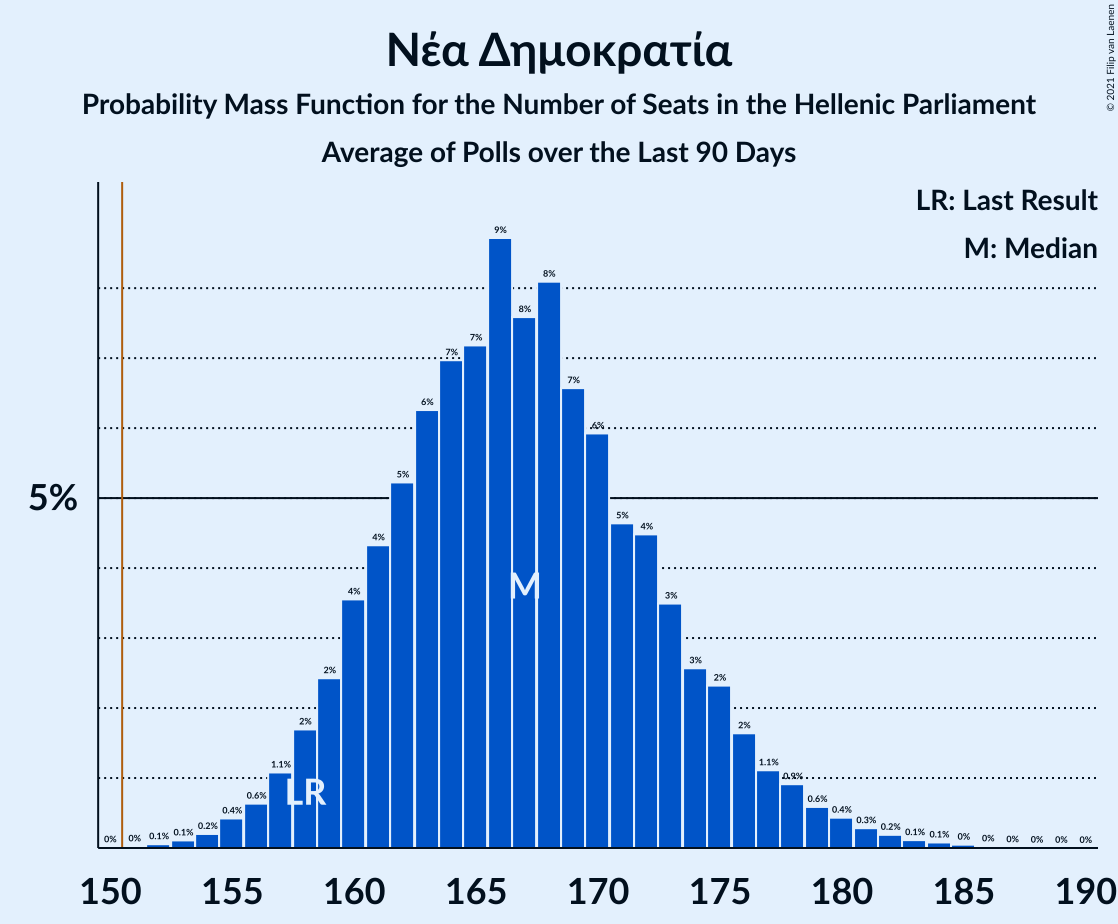 Νέα Δημοκρατία
Probability Mass Function for the Number of Seats in the Hellenic Parliament
Average of Polls over the Last 90 Days
© 2021 Filip van Laenen
LR: Last Result
M: Median
5%
0% 0% 0.1% 0.1% 0.2% 0.4% 0.6% 1.1% 2% 2% 4% 4% 5% 6% 7% 7% 9% 8% 8% 7% 6% 5% 4% 3% 3% 2% 2% 1.1% 0.9% 0.6% 0.4% 0.3% 0.2% 0.1% 0.1% 0% 0% 0% 0% 0% 0%
M
LR
150 155 160 165 170 175 180 185 190